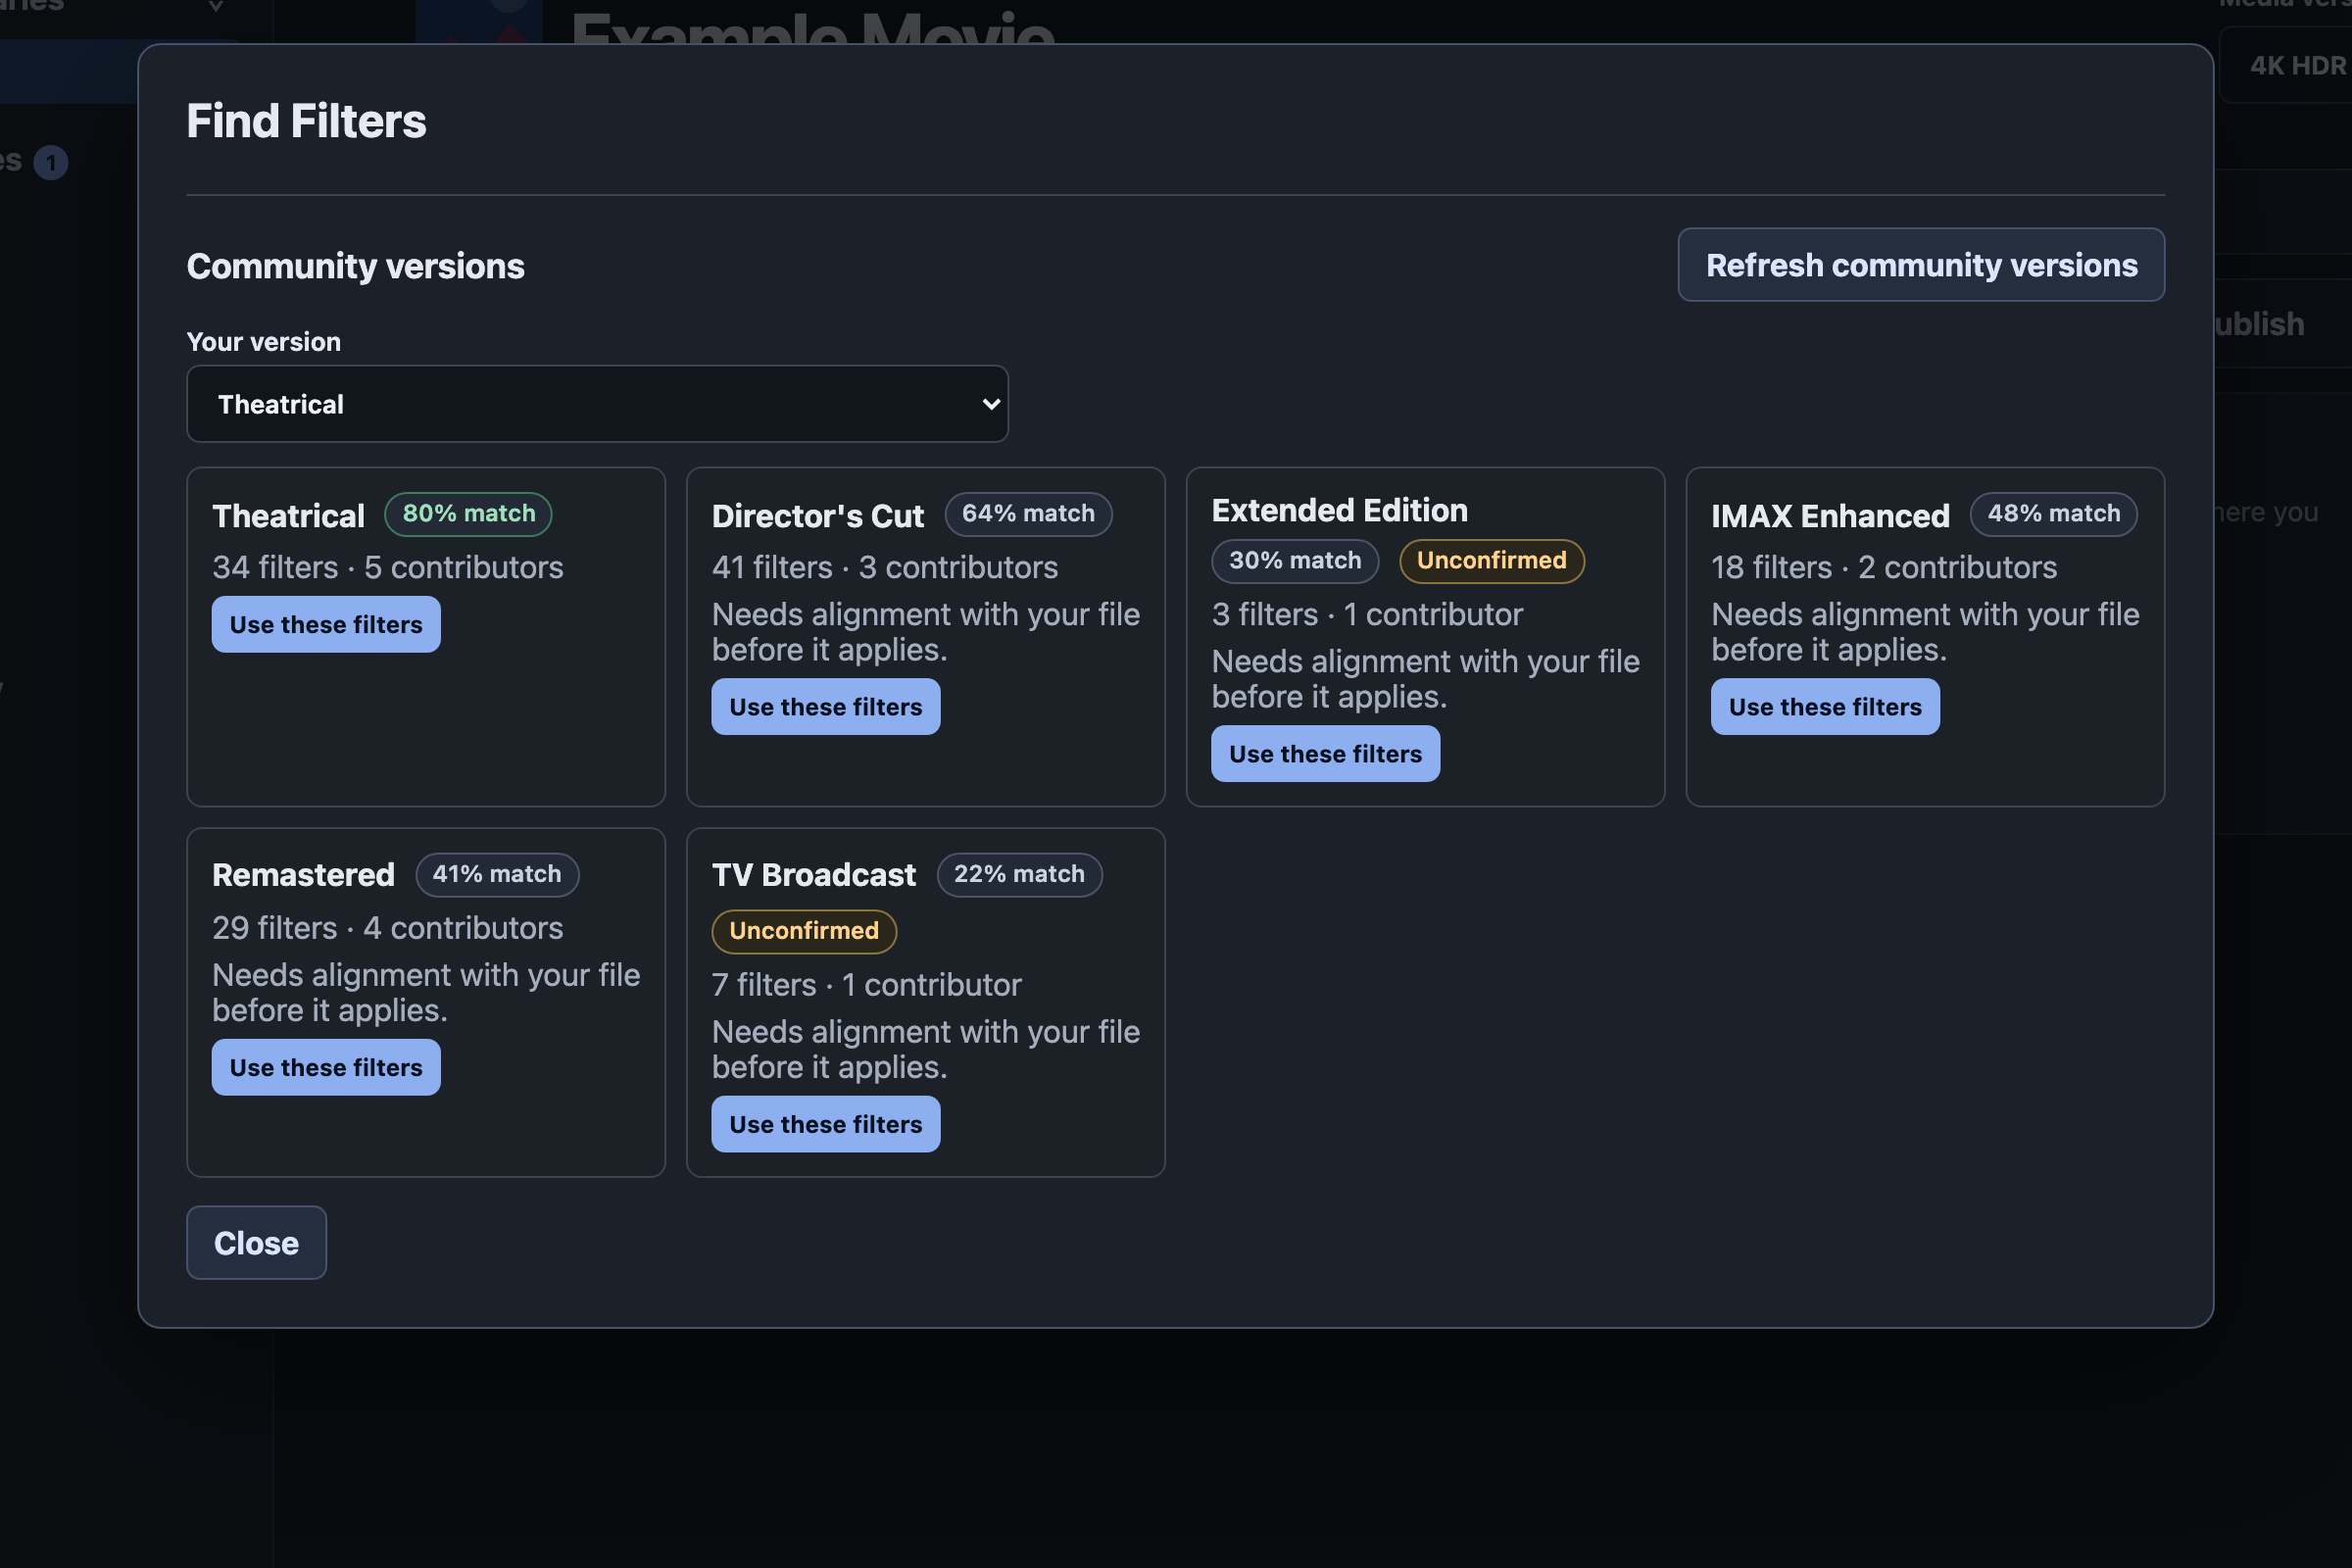 Example Movie
4K HDR
1
Find Filters
Community versions
Refresh community versions
Your version
Theatrical
Theatrical
80% match
34 filters · 5 contributors
Use these filters
Director's Cut
64% match
41 filters · 3 contributors
Needs alignment with your file
before it applies.
Use these filters
Extended Edition
30% match
Unconfirmed
3 filters · 1 contributor
Needs alignment with your file
before it applies.
Use these filters
IMAX Enhanced
48% match
18 filters · 2 contributors
Needs alignment with your file
before it applies.
Use these filters
Remastered
41% match
29 filters · 4 contributors
Needs alignment with your file
before it applies.
Use these filters
TV Broadcast
22% match
Unconfirmed
7 filters · 1 contributor
Needs alignment with your file
before it applies.
Use these filters
Close
ublish
here you